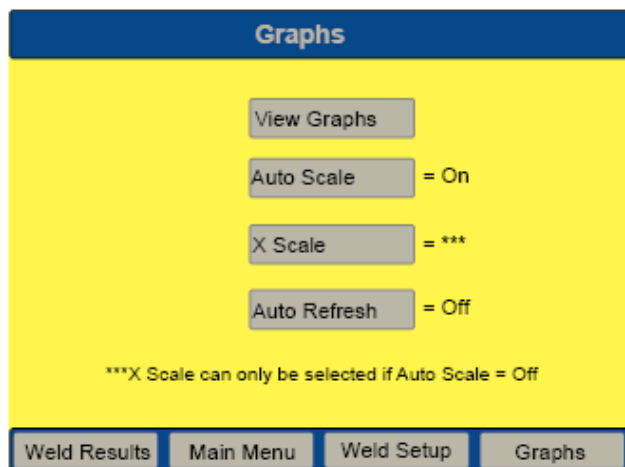 Graphs
View Graphs
Auto Scale = On
X Scale = ***
Auto Refresh = Off
***X Scale can only be selected if Auto Scale = Off
Weld Results Main Menu Weld Setup Graphs